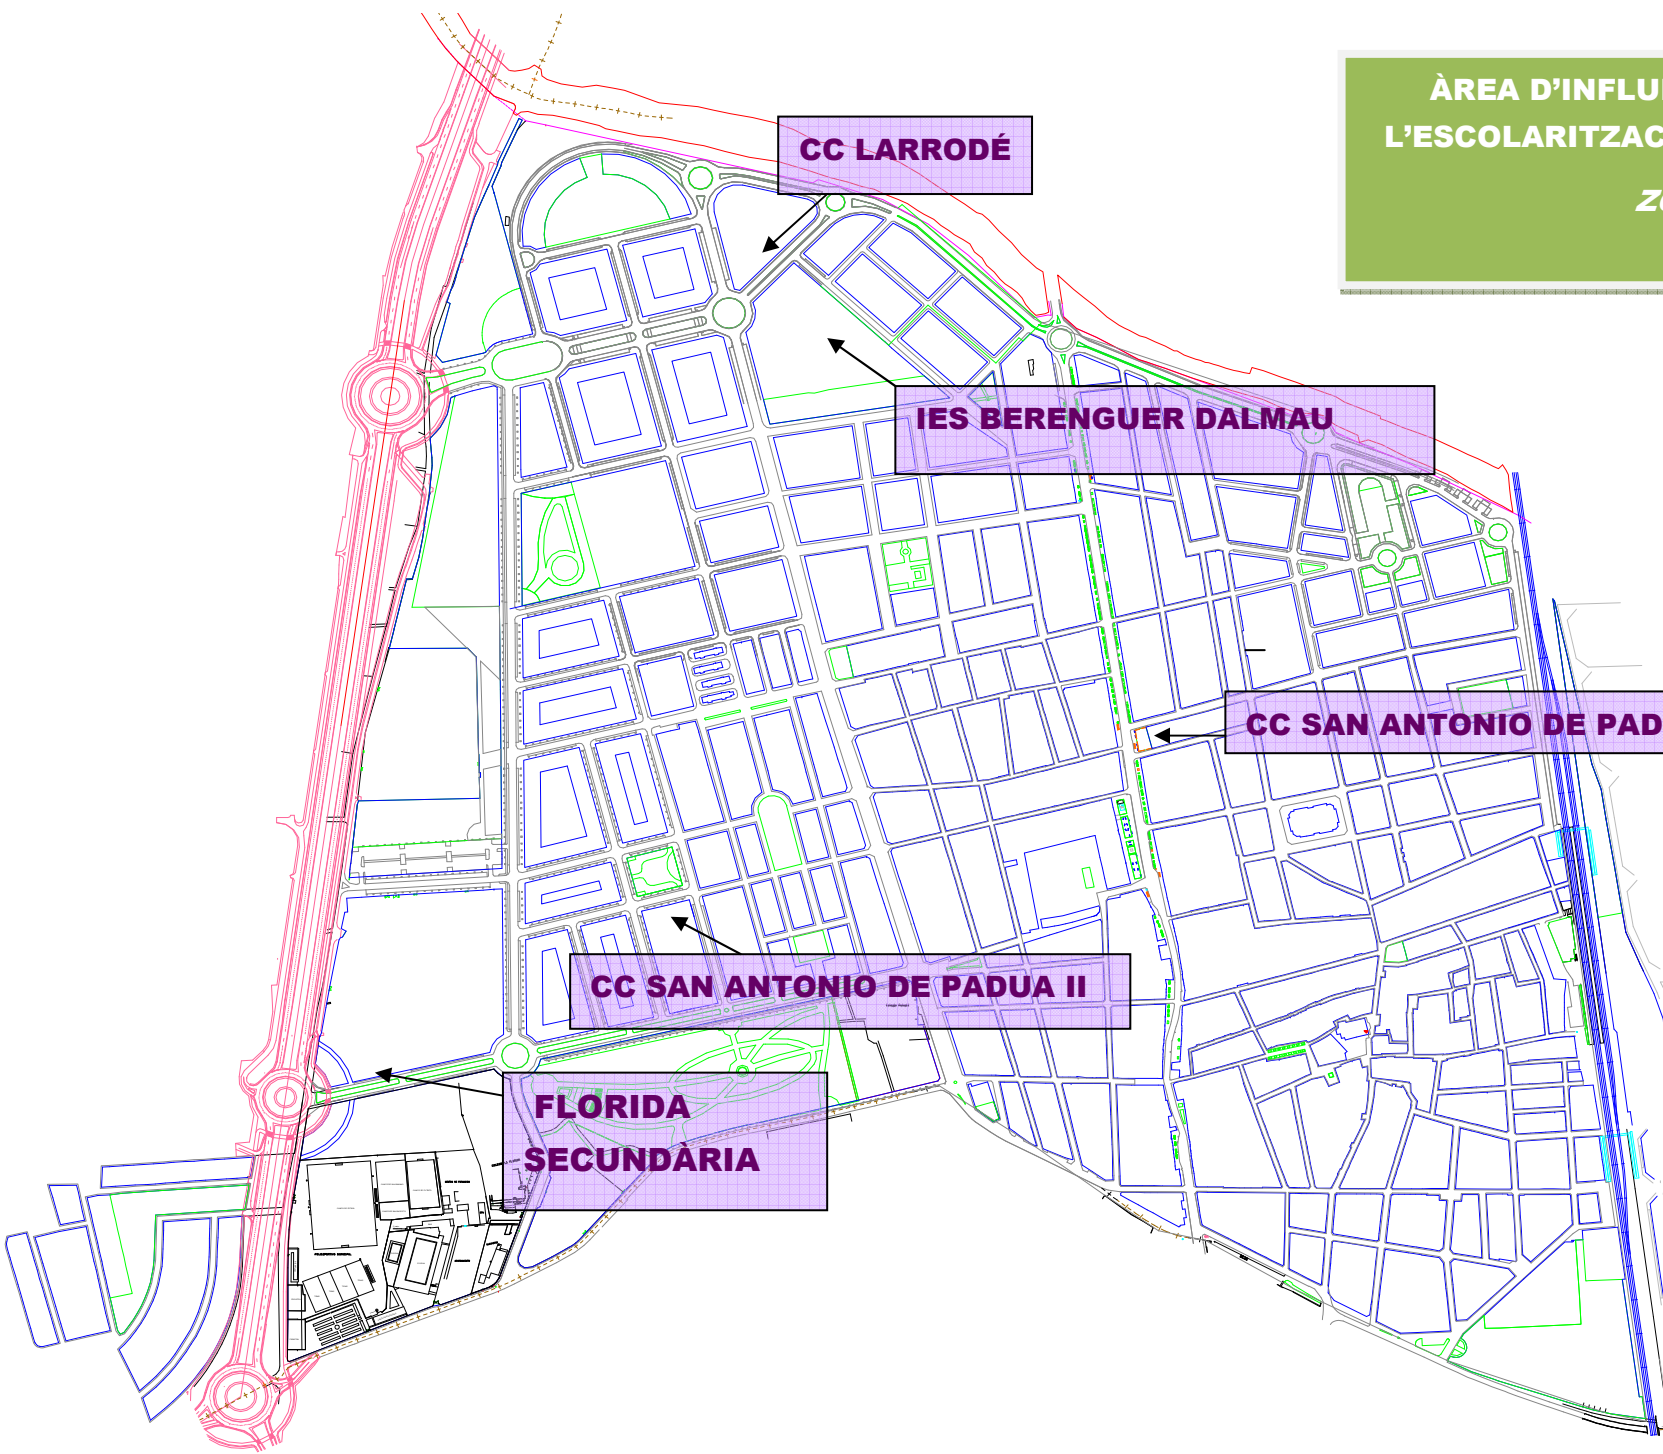 ÀREA D'INFLU
L'ESCOLARITZAC
CC LARRODÉ
IES BERENGUER DALMAU
CC SAN ANTONIO DE PAD
CC SAN ANTONIO DE PADUA II
FLORIDA
SECUNDÀRIA